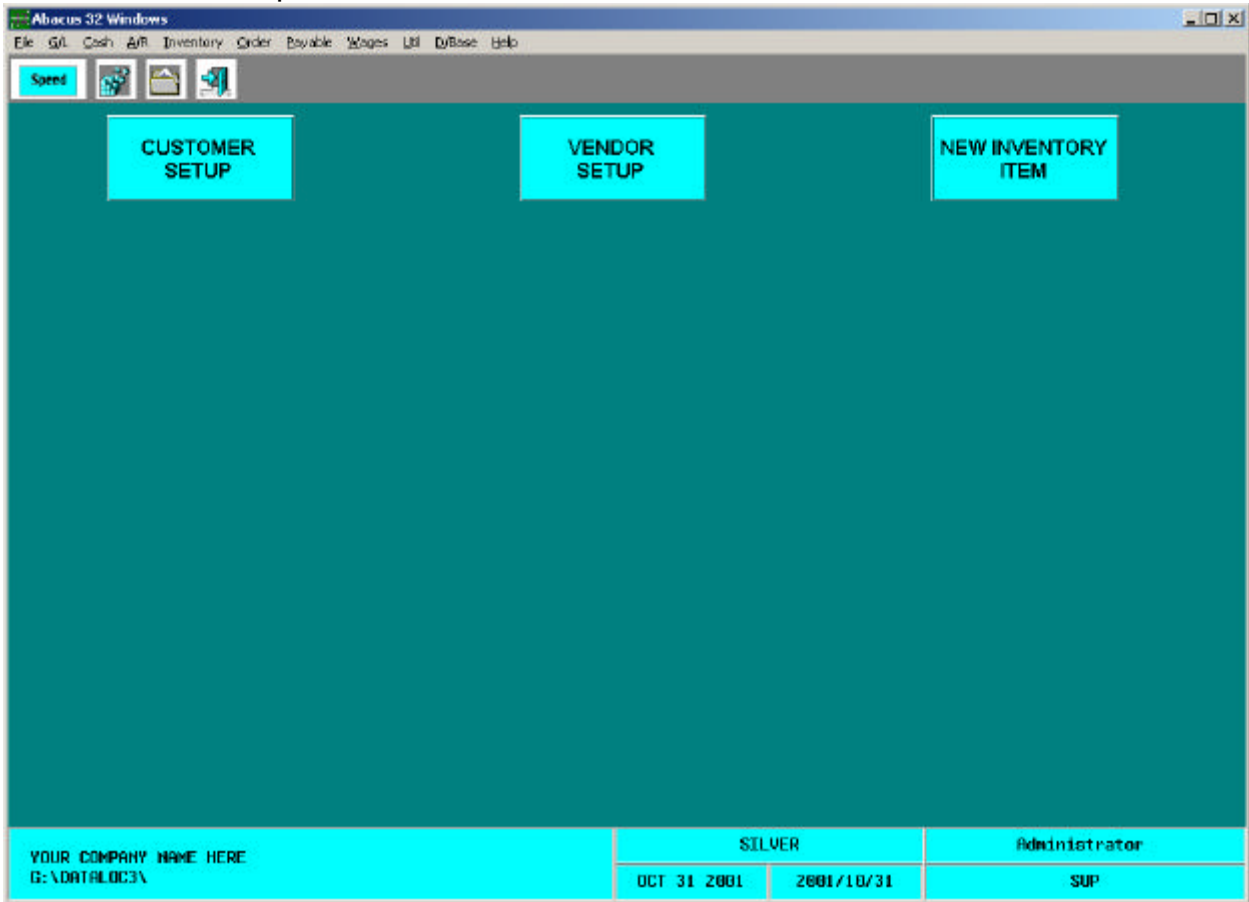 Abacus 32 Windows
File G/L Cash A/R Inventory Order Payable Wages Util D/Base Help
Speed
CUSTOMER
SETUP
VENDOR
SETUP
NEW INVENTORY
ITEM
YOUR COMPANY NAME HERE
G:\DATALOC3\
SILVER
Administrator
OCT 31 2001
2001/10/31
SUP